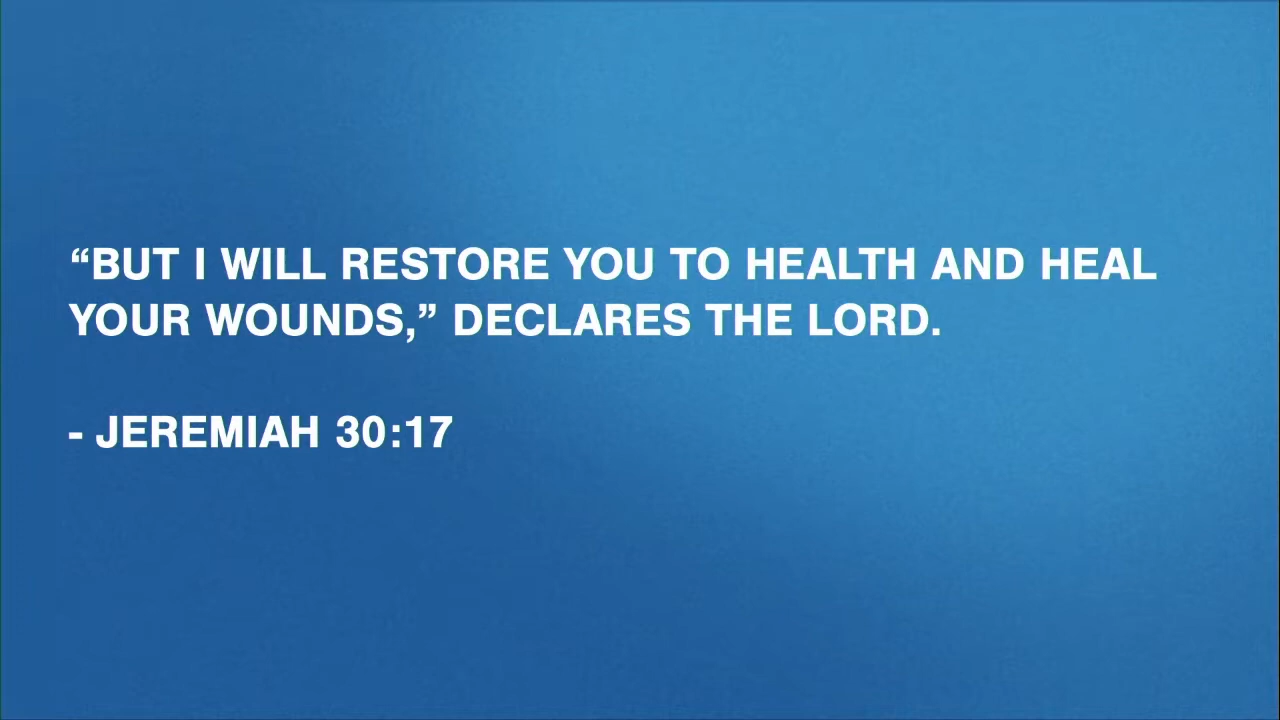 “BUT I WILL RESTORE YOU TO HEALTH AND HEAL
YOUR WOUNDS,” DECLARES THE LORD.
- JEREMIAH 30:17